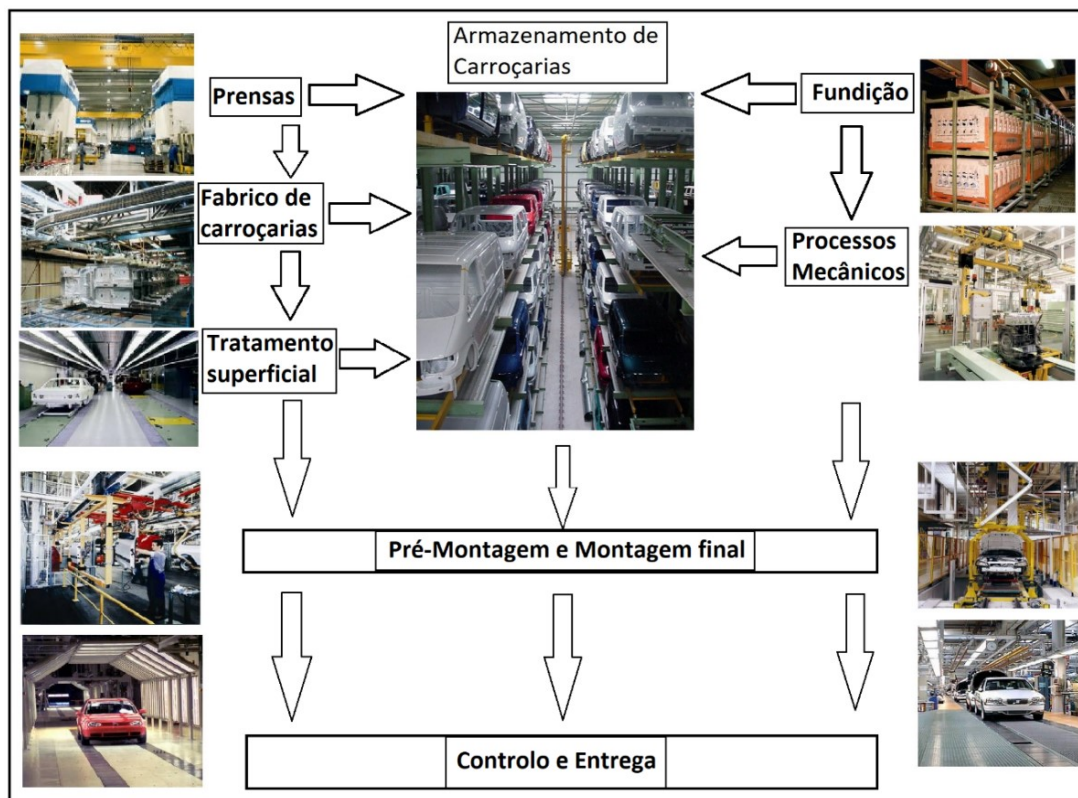 Armazenamento de
Carroçarias
Prensas
Fundição
Fabrico de
carroçarias
Processos
Mecânicos
Tratamento
superficial
Pré-Montagem e Montagem final
Controlo e Entrega